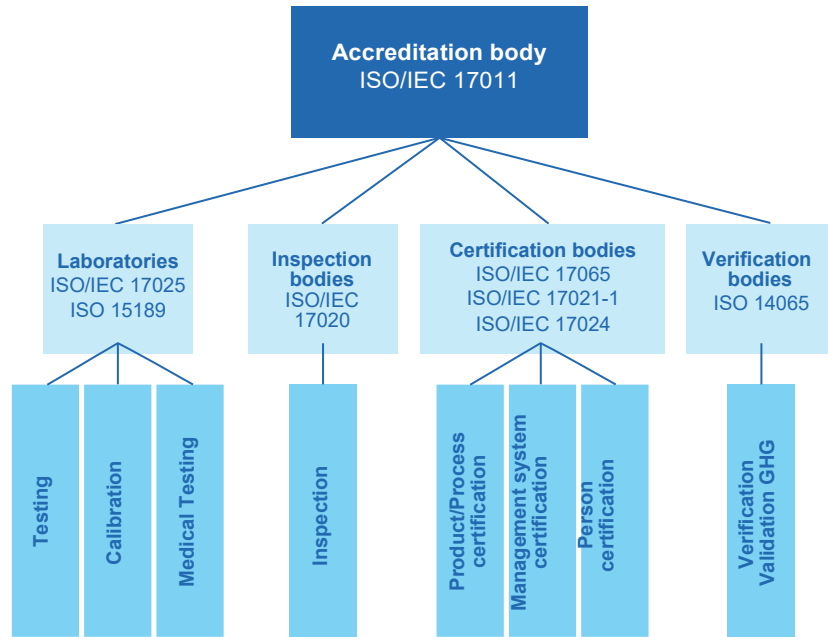 Accreditation body
ISO/IEC 17011
Laboratories
ISO/IEC 17025
ISO 15189
Inspection
bodies
ISO/IEC
17020
Certification bodies
ISO/IEC 17065
ISO/IEC 17021-1
ISO/IEC 17024
Verification
bodies
ISO 14065
Testing
Calibration
Medical Testing
Inspection
Product/Process
certification
Management system
certification
Person
certification
Verification
Validation GHG